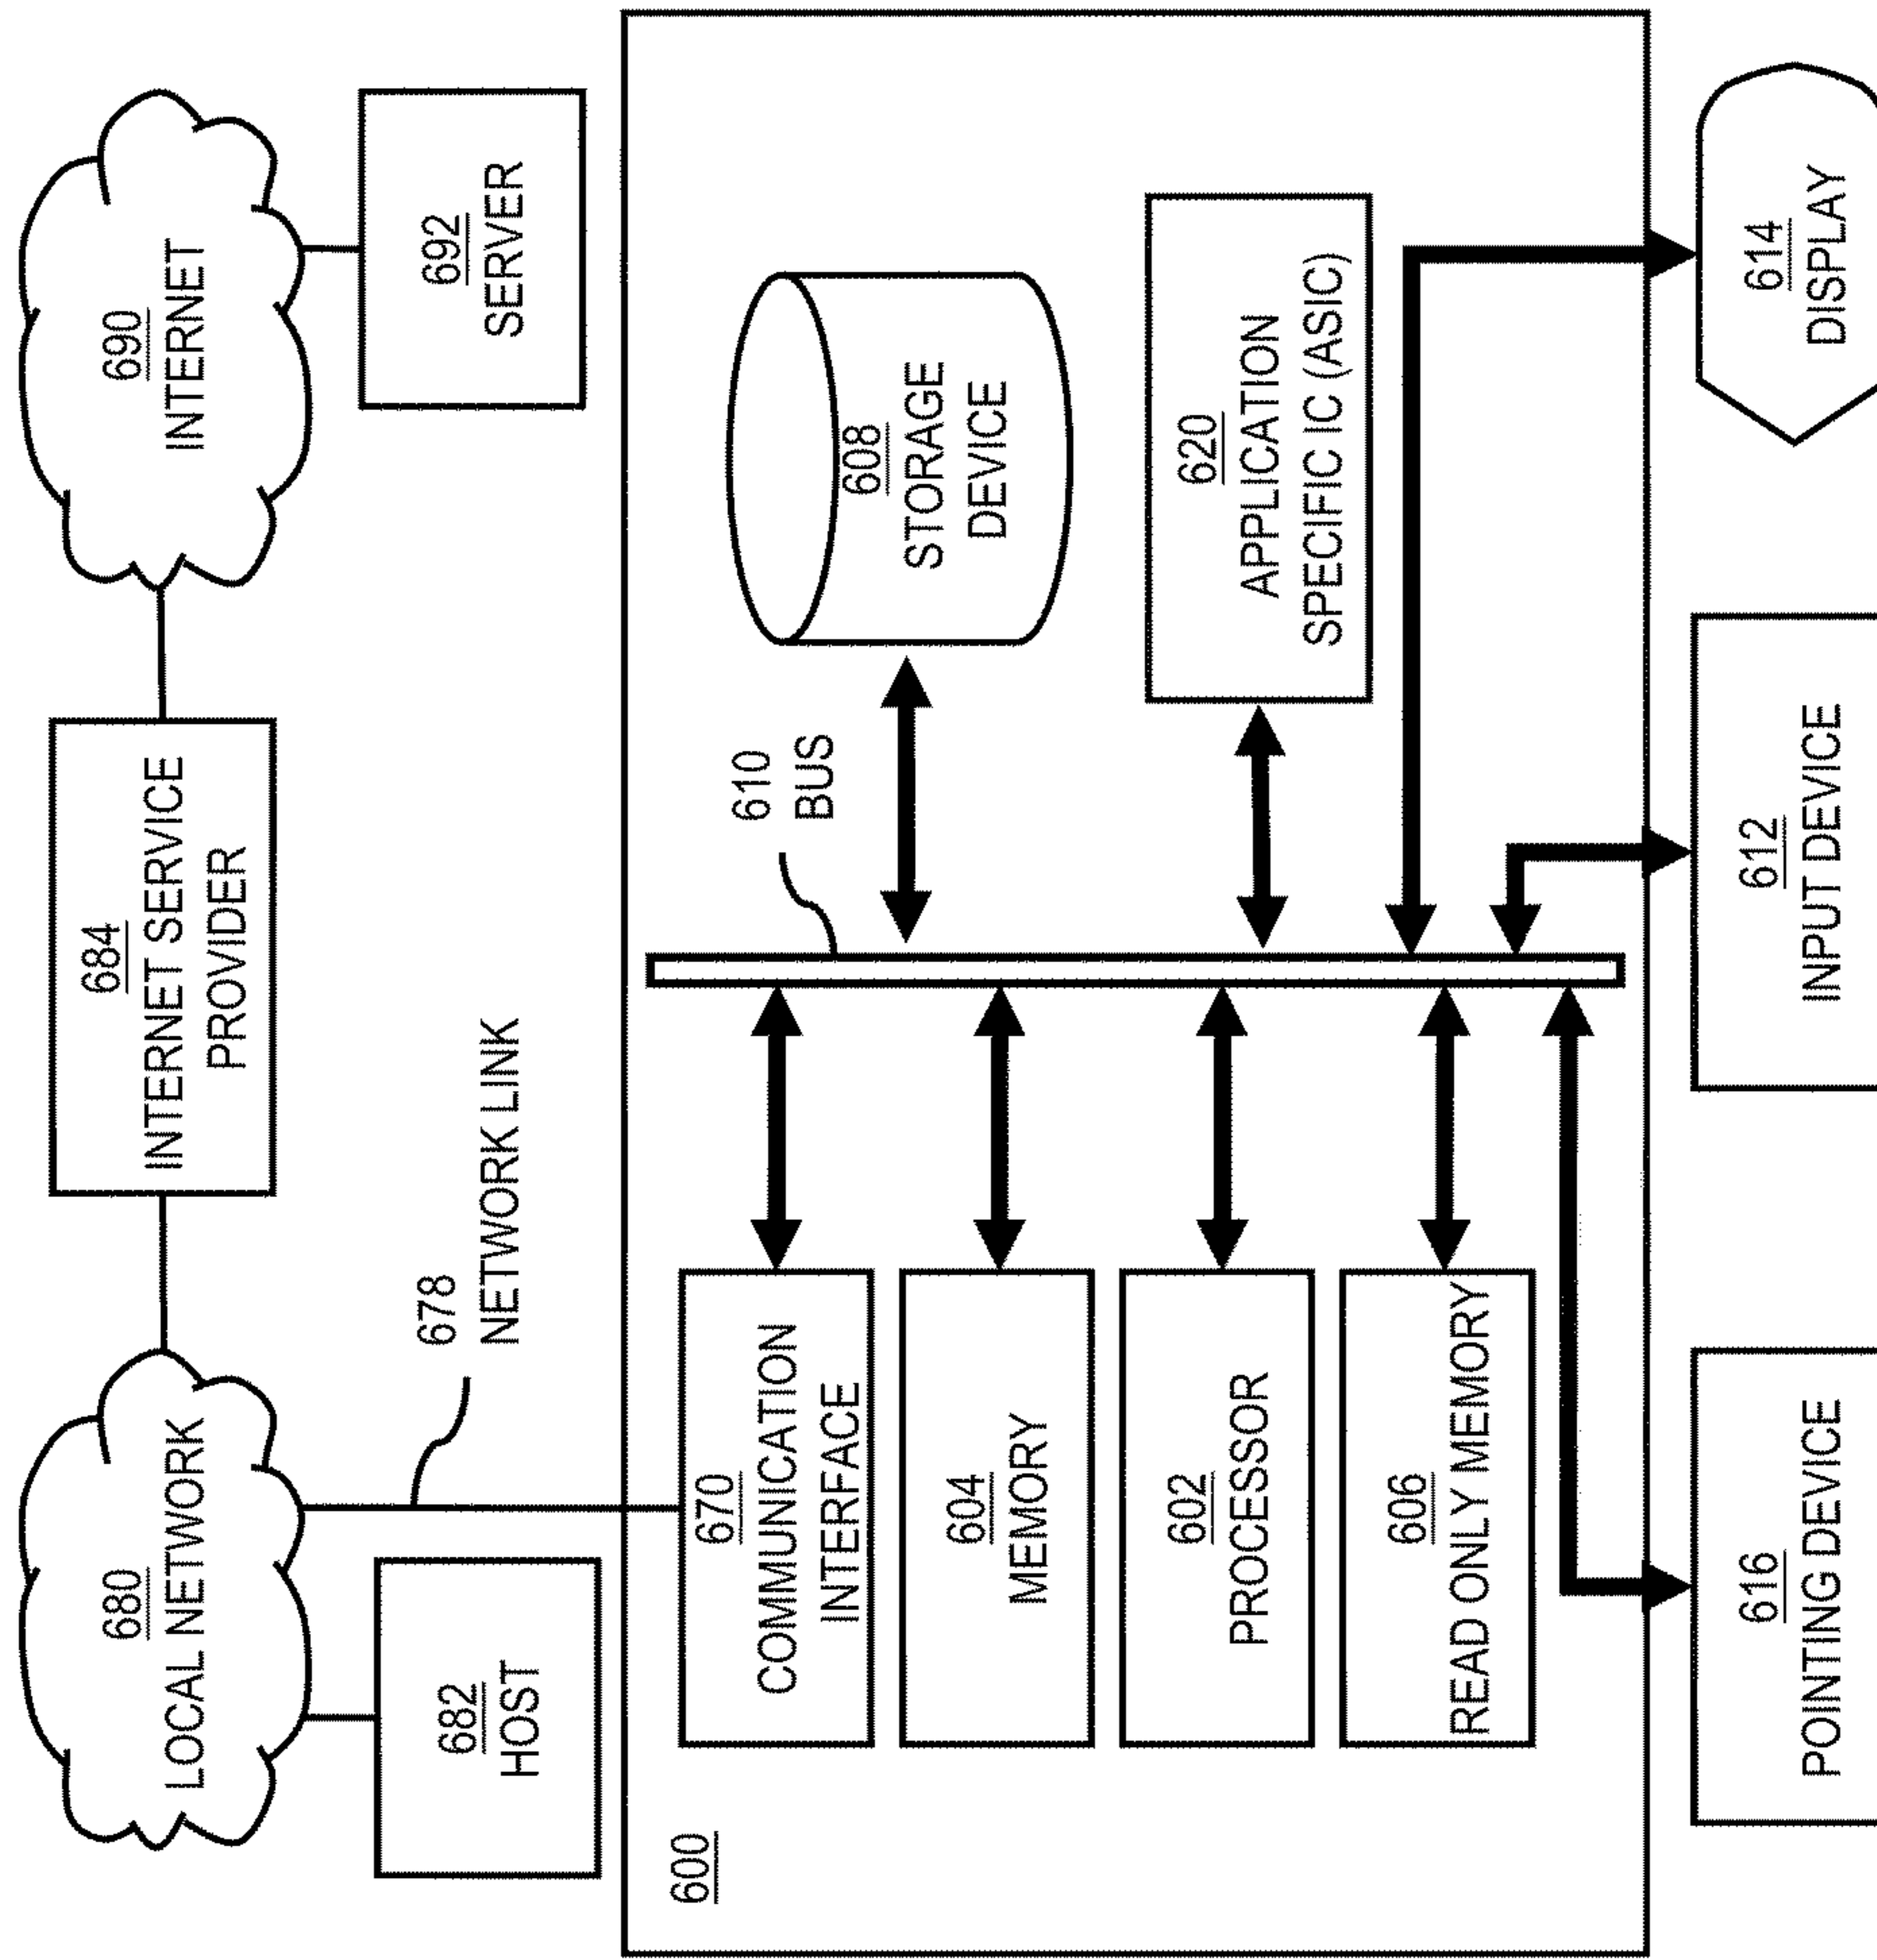 680
LOCAL NETWORK
684
INTERNET SERVICE
PROVIDER
690
INTERNET
682
HOST
678
NETWORK LINK
692
SERVER
600
670
COMMUNICATION
INTERFACE
604
MEMORY
602
PROCESSOR
606
READ ONLY MEMORY
610
BUS
608
STORAGE
DEVICE
620
APPLICATION
SPECIFIC IC (ASIC)
616
POINTING DEVICE
612
INPUT DEVICE
614
DISPLAY